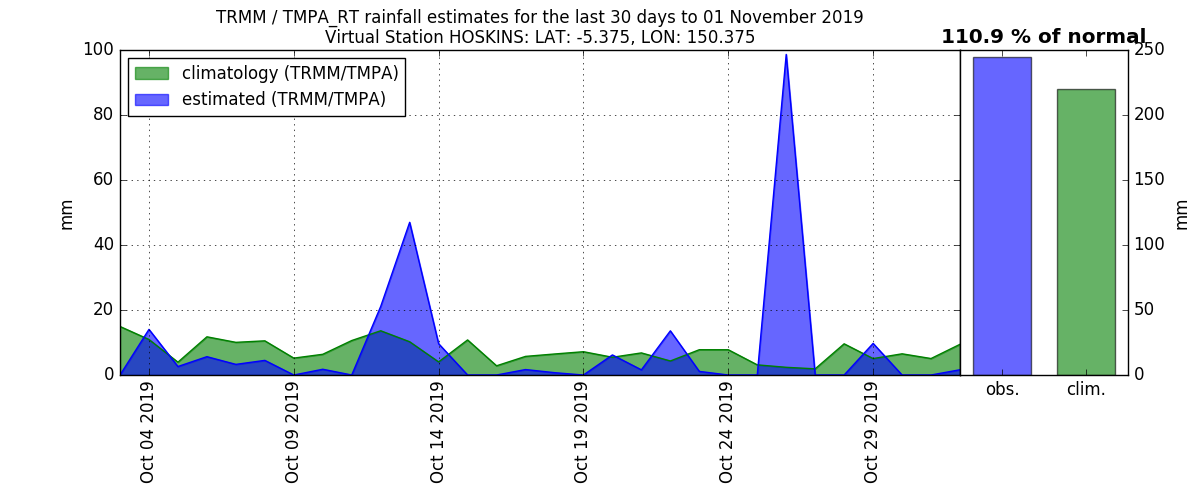 TRMM / TMPA_RT rainfall estimates for the last 30 days to 01 November 2019
Virtual Station HOSKINS: LAT: -5.375, LON: 150.375
110.9 % of normal
climatology (TRMM/TMPA)
estimated (TRMM/TMPA)
100
80
60
40
20
0
mm
Oct 04 2019
Oct 09 2019
Oct 14 2019
Oct 19 2019
Oct 24 2019
Oct 29 2019
250
200
150
100
50
0
mm
obs.
clim.